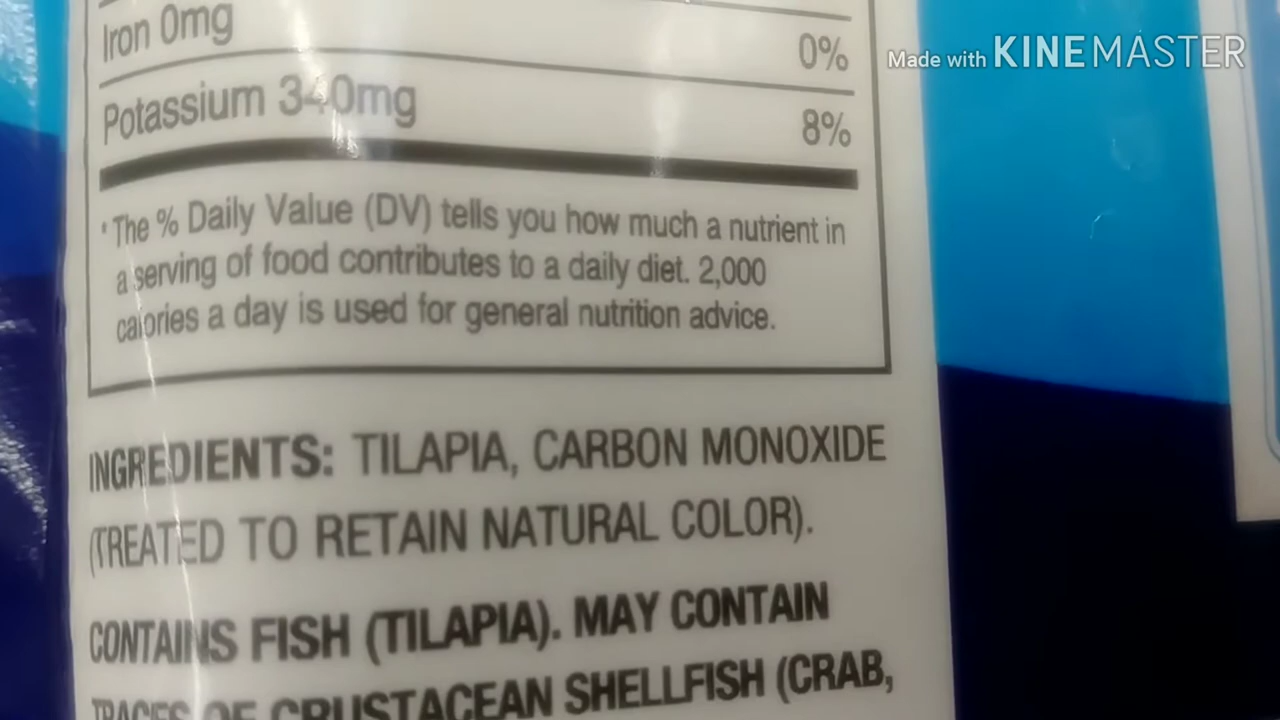 Iron 0mg 0%
Made with KINEMASTER
Potassium 340mg 8%
* The % Daily Value (DV) tells you how much a nutrient in
a serving of food contributes to a daily diet. 2,000
calories a day is used for general nutrition advice.
INGREDIENTS: TILAPIA, CARBON MONOXIDE
(TREATED TO RETAIN NATURAL COLOR).
CONTAINS FISH (TILAPIA). MAY CONTAIN
TRACES OF CRUSTACEAN SHELLFISH (CRAB,